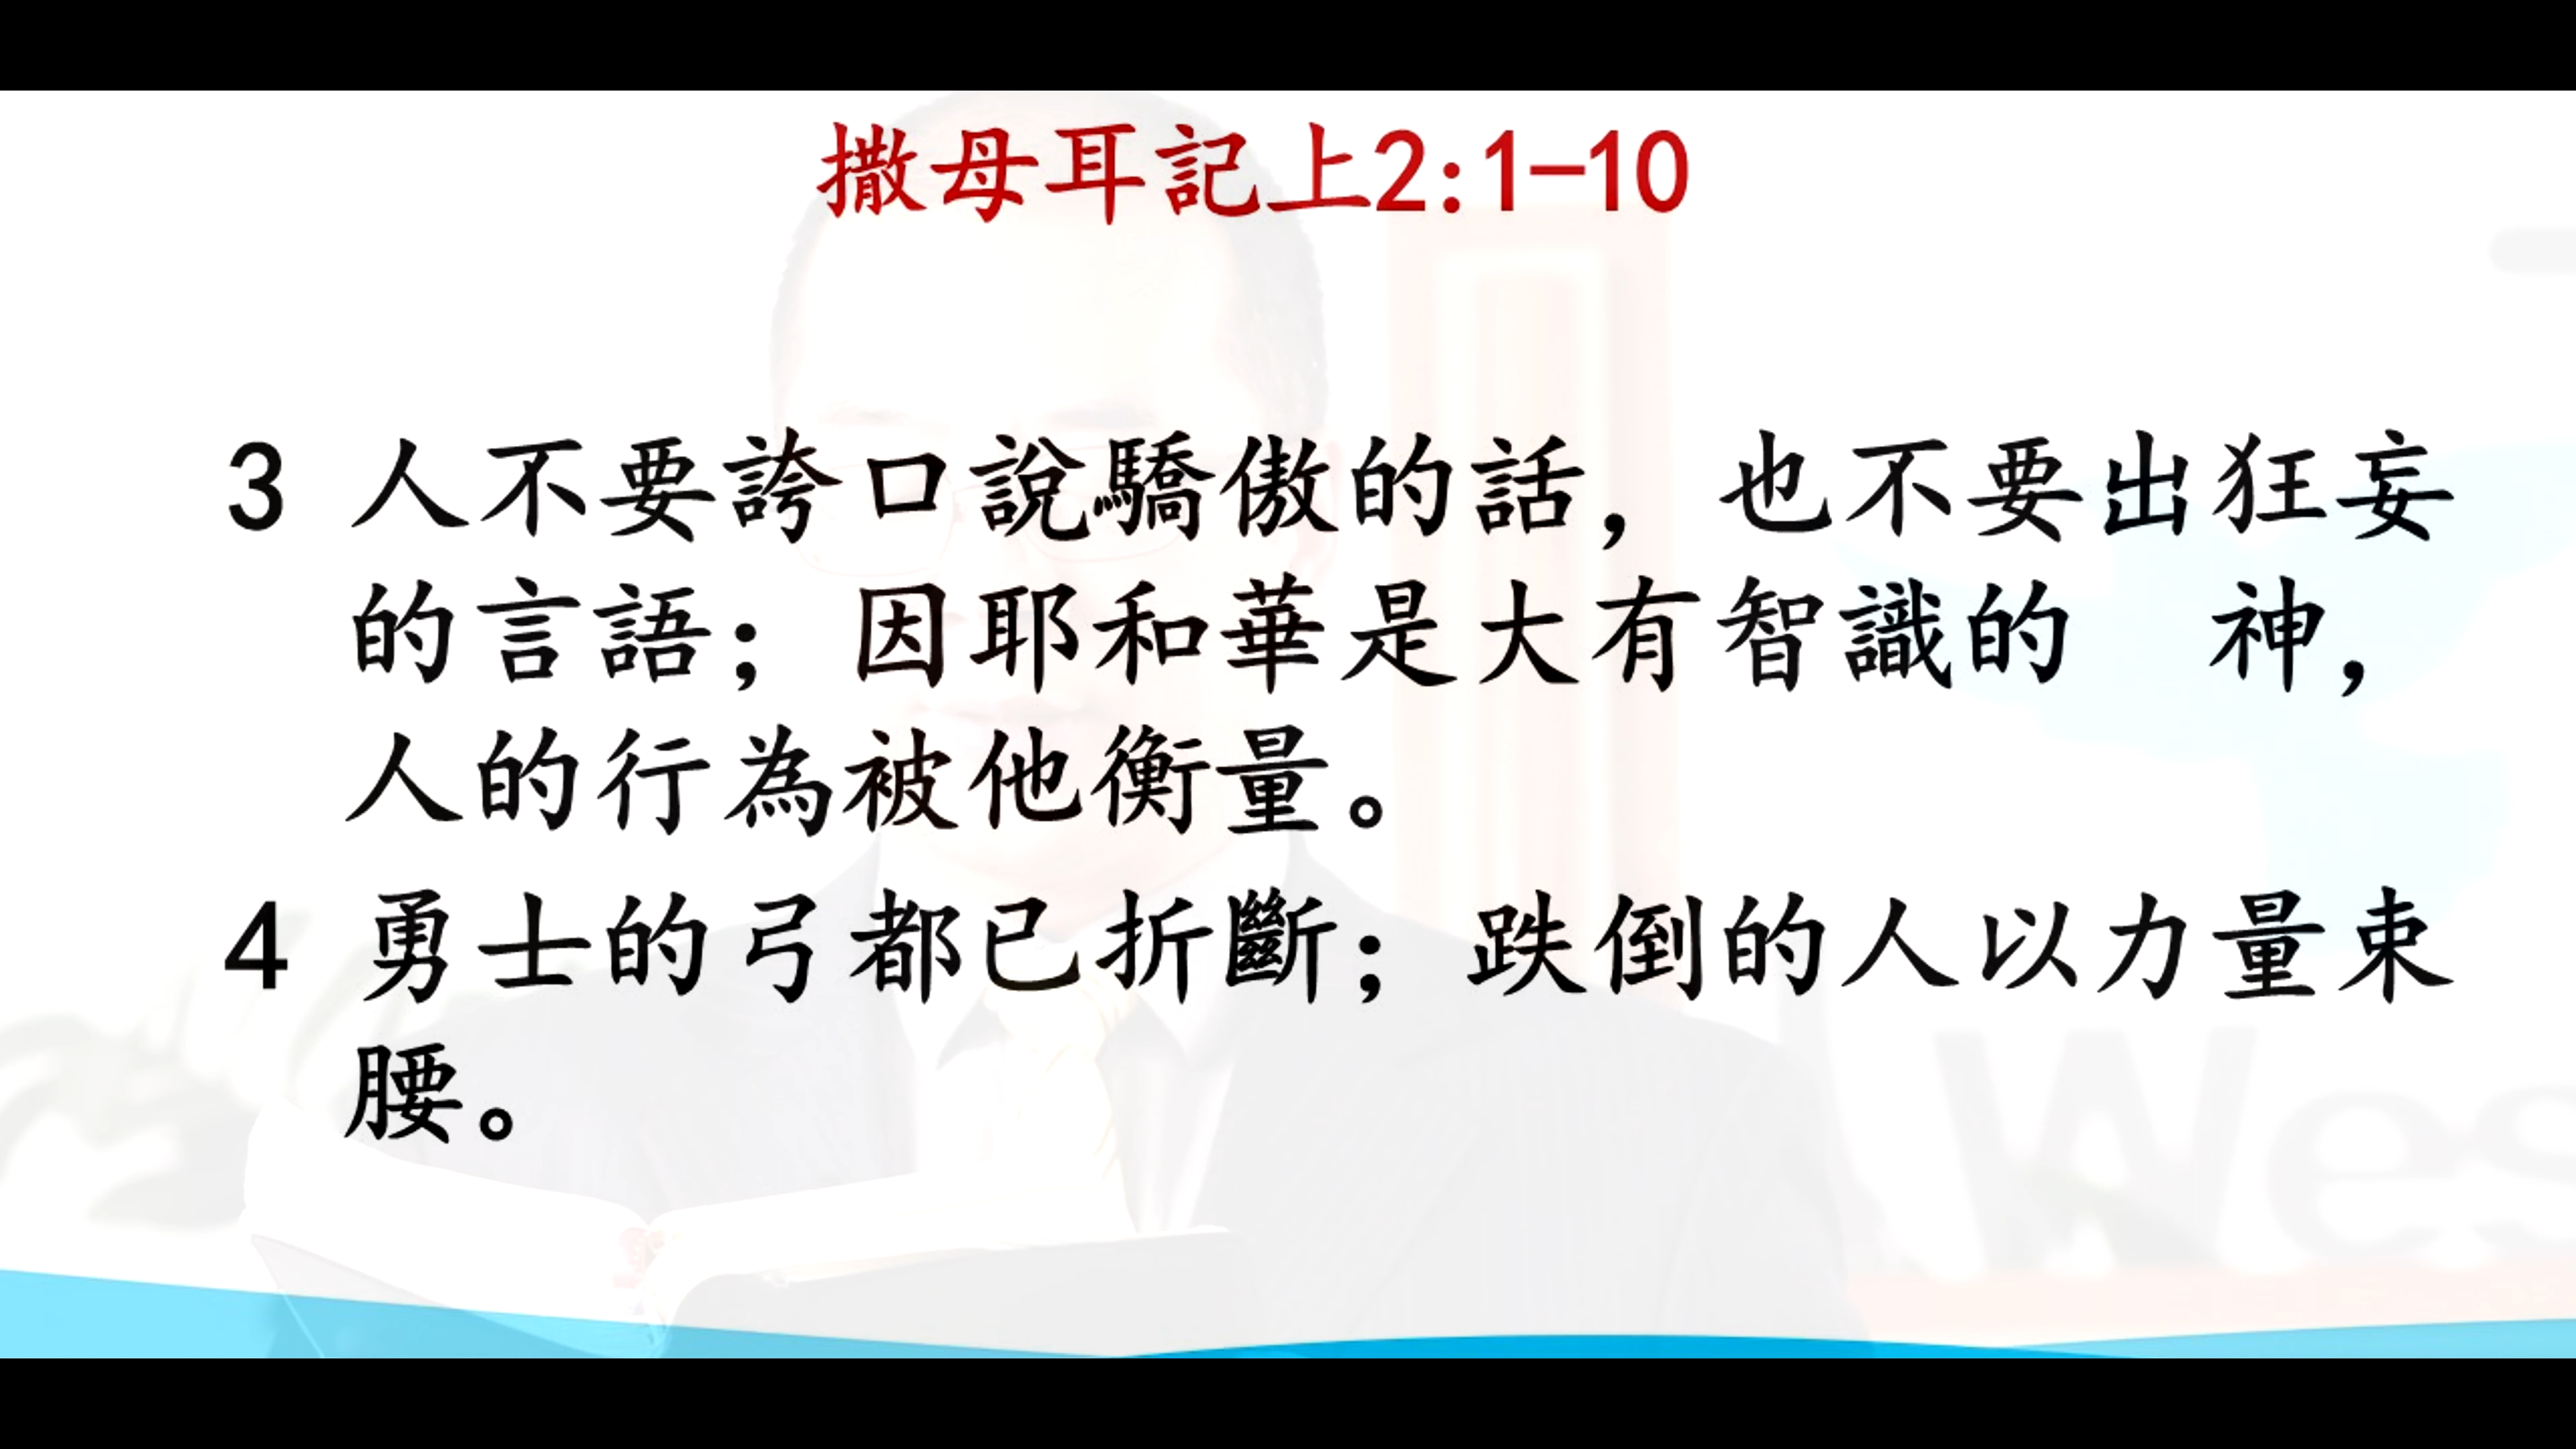 撒母耳記上2:1-10
3 人不要誇口說驕傲的話，也不要出狂妄
的言語；因耶和華是大有智識的　神，
人的行為被他衡量。
4 勇士的弓都已折斷；跌倒的人以力量束
腰。
Wes